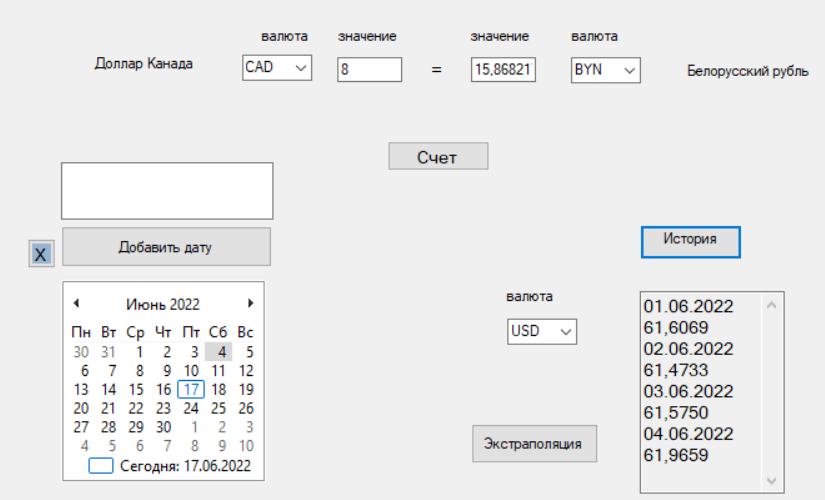 валюта значение значение валюта
Доллар Канада CAD 8 = 15,86821 BYN Белорусский рубль
Счет
X Добавить дату
История
Июнь 2022
Пн Вт Ср Чт Пт Сб Вс
30 31 1 2 3 4 5
6 7 8 9 10 11 12
13 14 15 16 17 18 19
20 21 22 23 24 25 26
27 28 29 30 1 2 3
4 5 6 7 8 9 10
Сегодня: 17.06.2022
валюта
USD
Экстраполяция
01.06.2022
61,6069
02.06.2022
61,4733
03.06.2022
61,5750
04.06.2022
61,9659